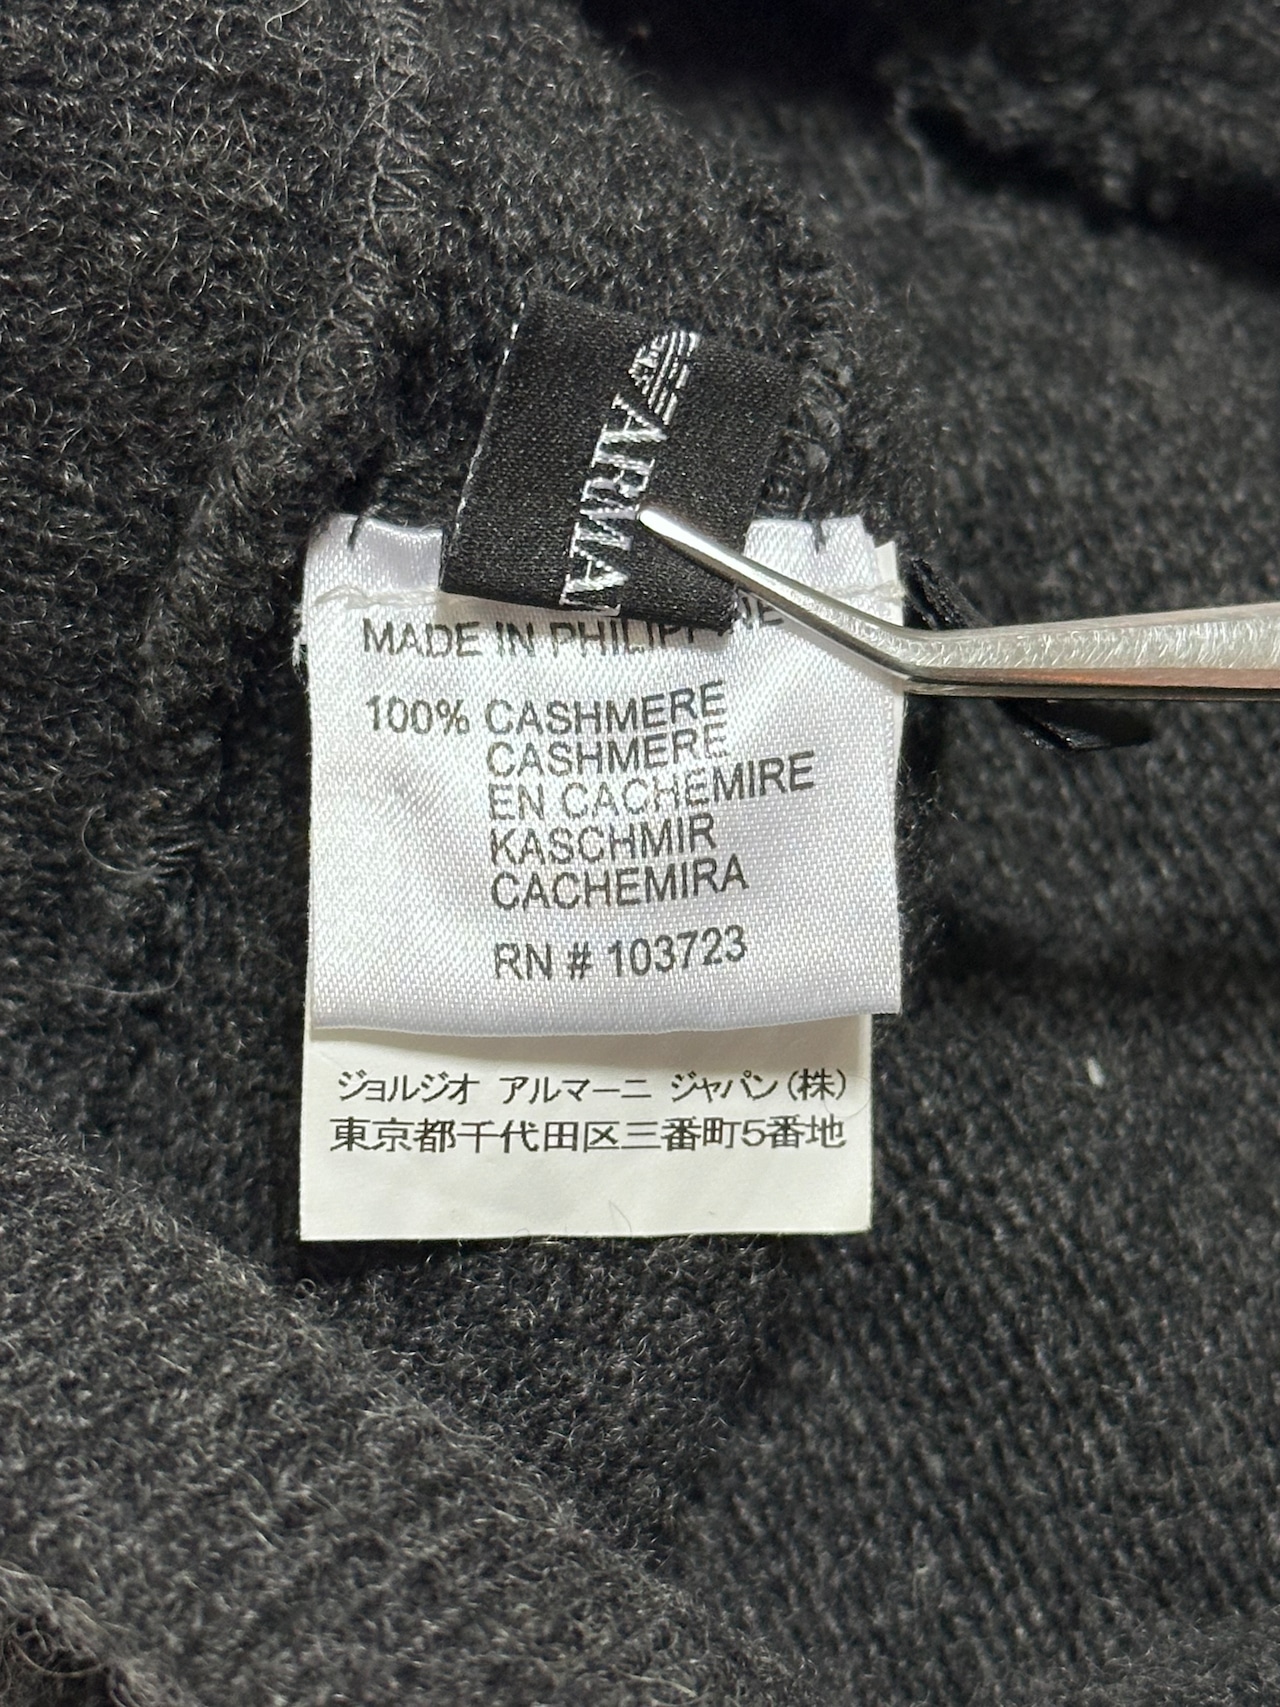 MADE IN PHILIPPINE
100% CASHMERE
CASHMERE
EN CACHEMIRE
KASCHMIR
CACHEMIRA
RN # 103723
ジョルジオ アルマーニ ジャパン(株)
東京都千代田区三番町5番地